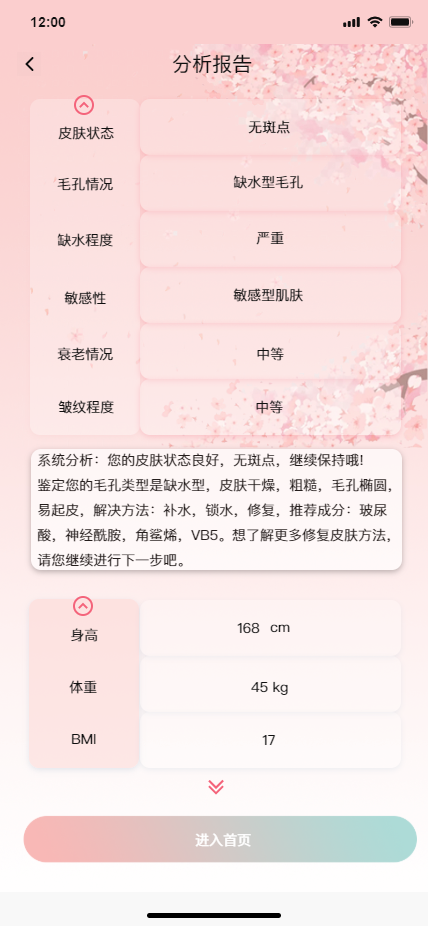 12:00
分析报告
皮肤状态 无斑点
毛孔情况 缺水型毛孔
缺水程度 严重
敏感性 敏感型肌肤
衰老情况 中等
皱纹程度 中等
系统分析：您的皮肤状态良好，无斑点，继续保持哦!
鉴定您的毛孔类型是缺水型，皮肤干燥，粗糙，毛孔椭圆，
易起皮，解决方法：补水，锁水，修复，推荐成分：玻尿
酸，神经酰胺，角鲨烯，VB5。想了解更多修复皮肤方法，
请您继续进行下一步吧。
身高 168 cm
体重 45 kg
BMI 17
进入首页